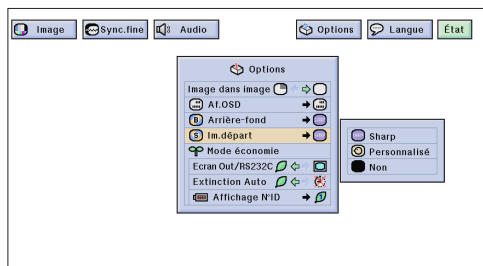 Image
Sync.fine
Audio
Options
Langue
État
Options
Image dans image
Af.OSD
Arrière-fond
Im.départ
Mode économie
Ecran Out/RS232C
Extinction Auto
Affichage N°ID
Sharp
Personnalisé
Non